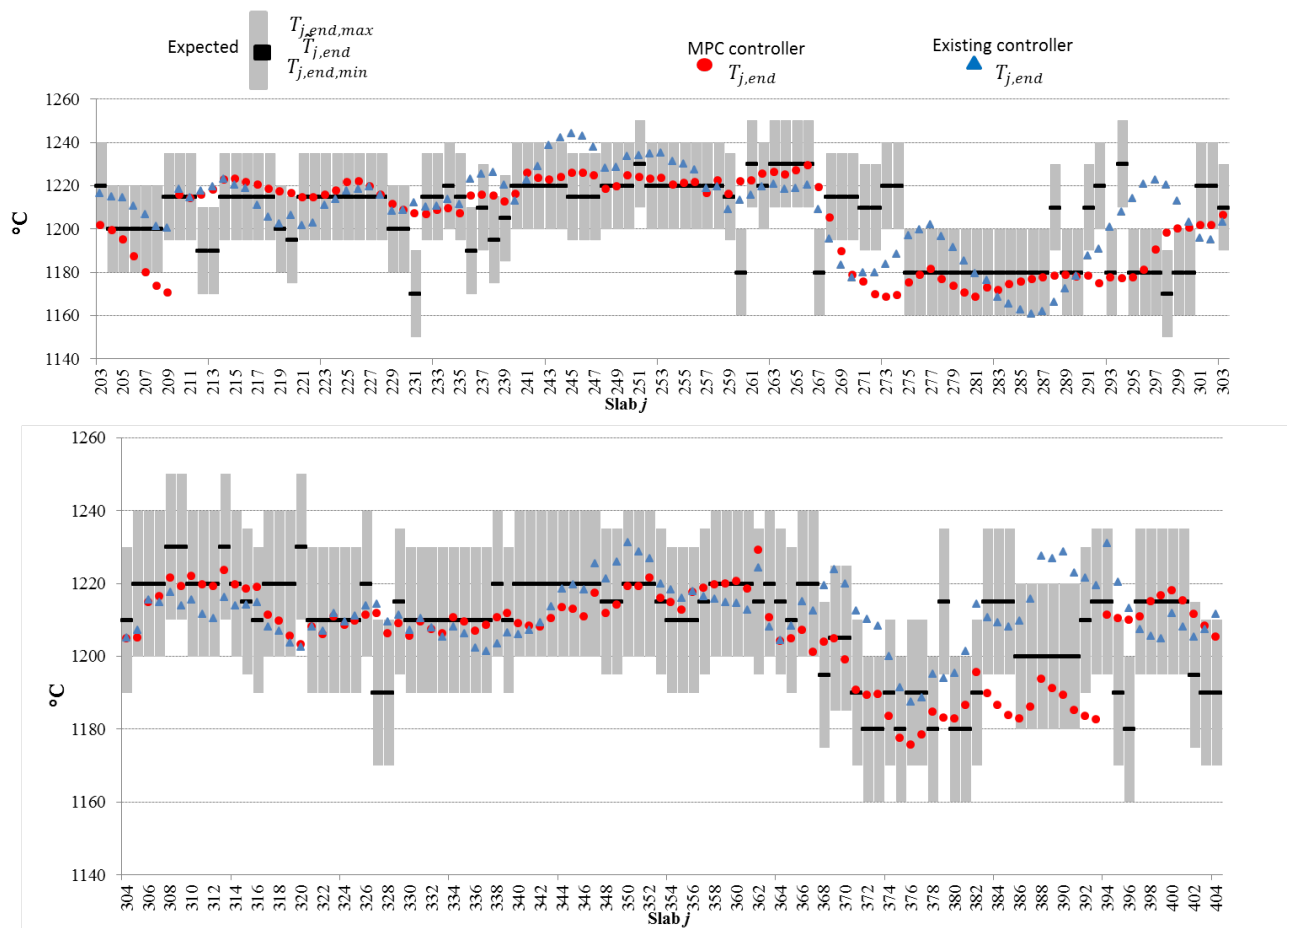 Expected
T_{j,end,max}
T̃_{j,end}
T_{j,end,min}
MPC controller
T_{j,end}
Existing controller
T_{j,end}
1260
1240
1220
1200
1180
1160
1140
°C
203 205 207 209 211 213 215 217 219 221 223 225 227 229 231 233 235 237 239 241 243 245 247 249 251 253 255 257 259 261 263 265 267 269 271 273 275 277 279 281 283 285 287 289 291 293 295 297 299 301 303
Slab j
1260
1240
1220
1200
1180
1160
1140
°C
304 306 308 310 312 314 316 318 320 322 324 326 328 330 332 334 336 338 340 342 344 346 348 350 352 354 356 358 360 362 364 366 368 370 372 374 376 378 380 382 384 386 388 390 392 394 396 398 400 402 404
Slab j